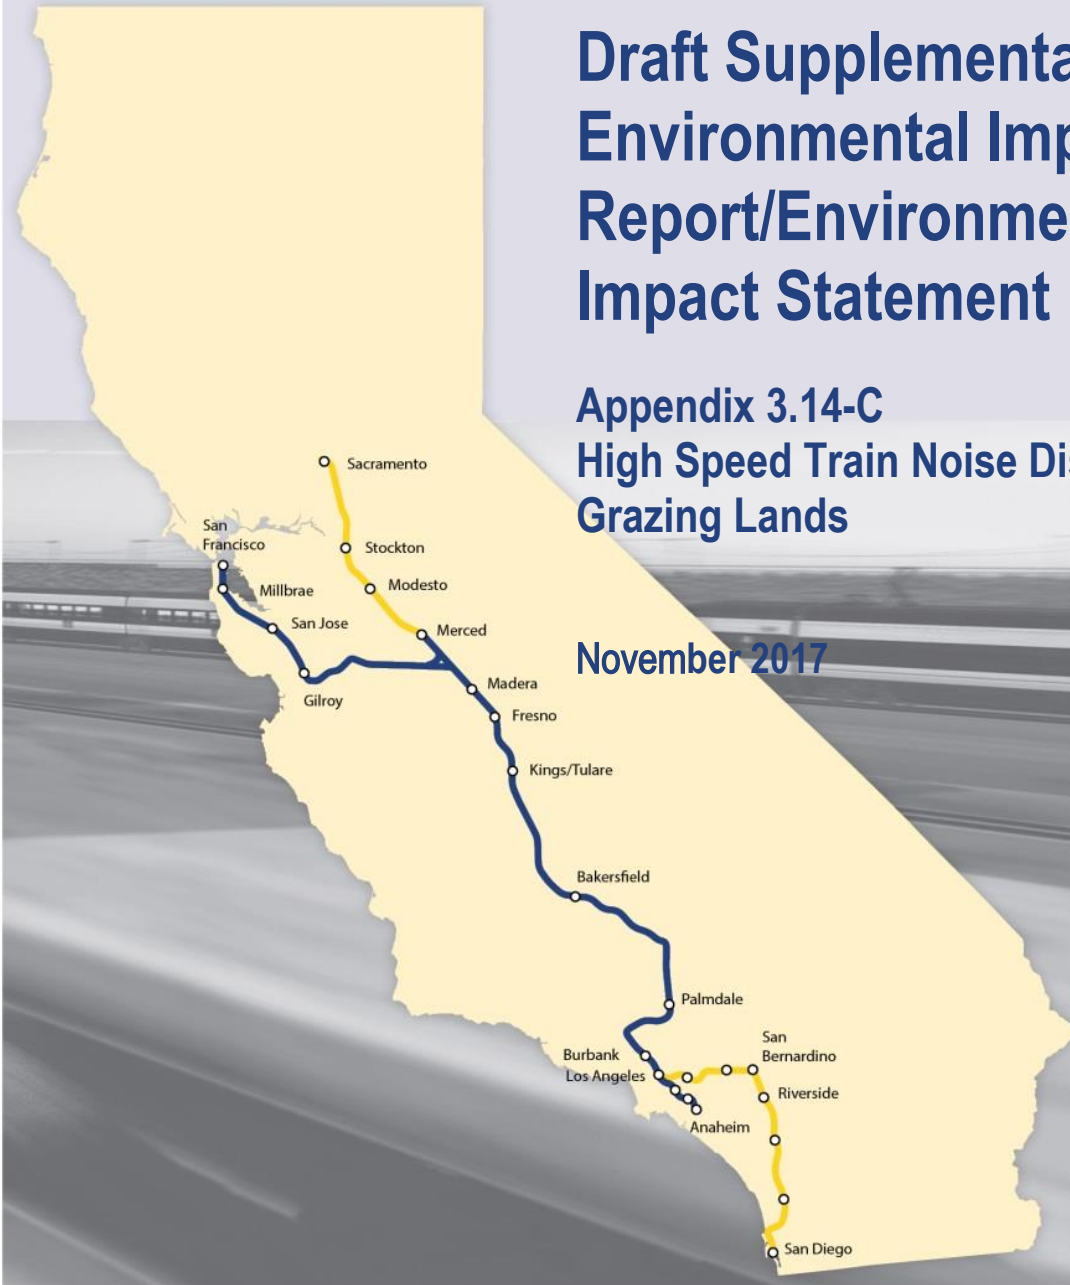 Draft Supplementa
Environmental Imp
Report/Environme
Impact Statement
Appendix 3.14-C
High Speed Train Noise Dis
Grazing Lands
November 2017
Sacramento
San
Francisco
Stockton
Millbrae
Modesto
San Jose
Merced
Gilroy
Madera
Fresno
Kings/Tulare
Bakersfield
Palmdale
San
Bernardino
Burbank
Los Angeles
Riverside
Anaheim
San Diego